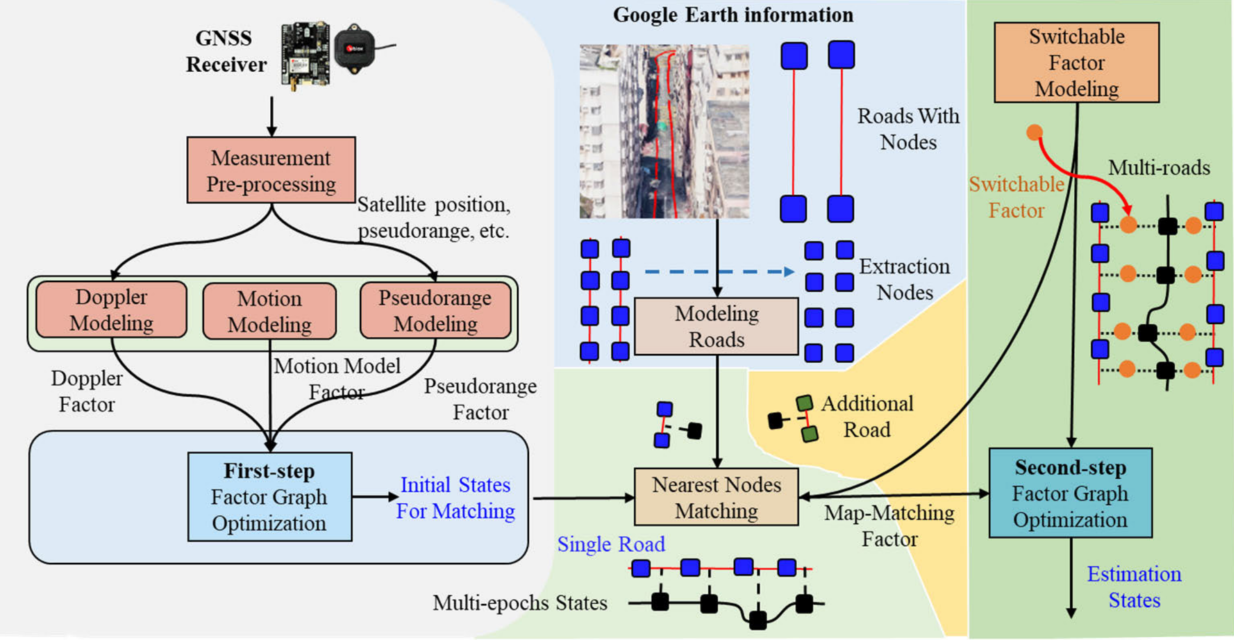 GNSS
Receiver
Measurement
Pre-processing
Satellite position,
pseudorange, etc.
Doppler
Modeling
Motion
Modeling
Pseudorange
Modeling
Doppler
Factor
Motion Model
Factor
Pseudorange
Factor
First-step
Factor Graph
Optimization
Initial States
For Matching
Google Earth information
Roads With
Nodes
Extraction
Nodes
Modeling
Roads
Additional
Road
Nearest Nodes
Matching
Map-Matching
Factor
Single Road
Multi-epochs States
Switchable
Factor
Modeling
Switchable
Factor
Multi-roads
Second-step
Factor Graph
Optimization
Estimation
States